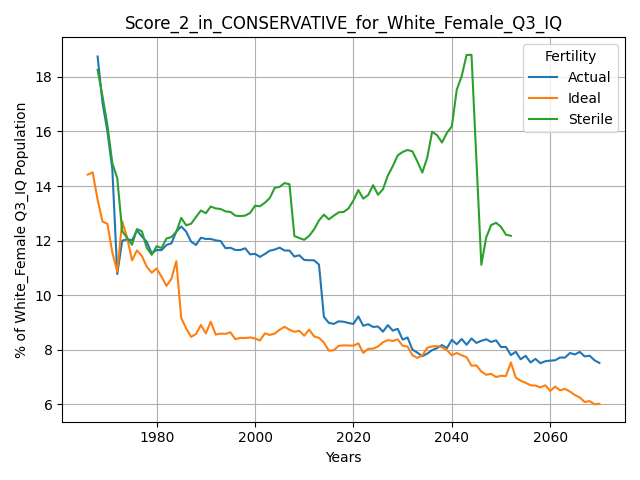 Score_2_in_CONSERVATIVE_for_White_Female_Q3_IQ
% of White_Female Q3_IQ Population
18
16
14
12
10
8
6
Fertility
Actual
Ideal
Sterile
1980
2000
2020
2040
2060
Years